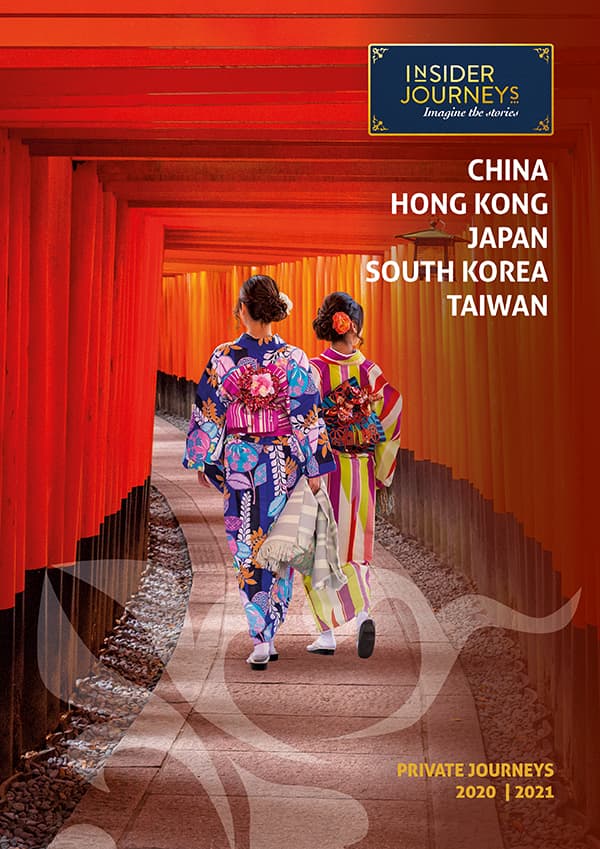 INSIDER
JOURNEYS...
Imagine the stories
CHINA
HONG KONG
JAPAN
SOUTH KOREA
TAIWAN
PRIVATE JOURNEYS
2020 | 2021